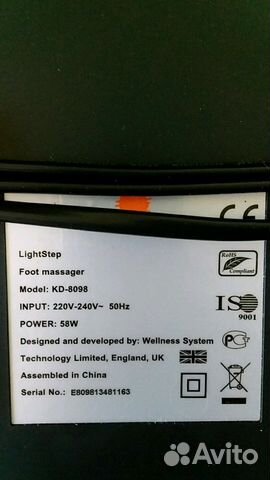 CE
RoHS
Compliant
LightStep
Foot massager
Model: KD-8098
INPUT: 220V-240V~ 50Hz
ISO
9001
POWER: 58W
Designed and developed by: Wellness System
Technology Limited, England, UK
Assembled in China
Serial No.: E809813481163
Avito